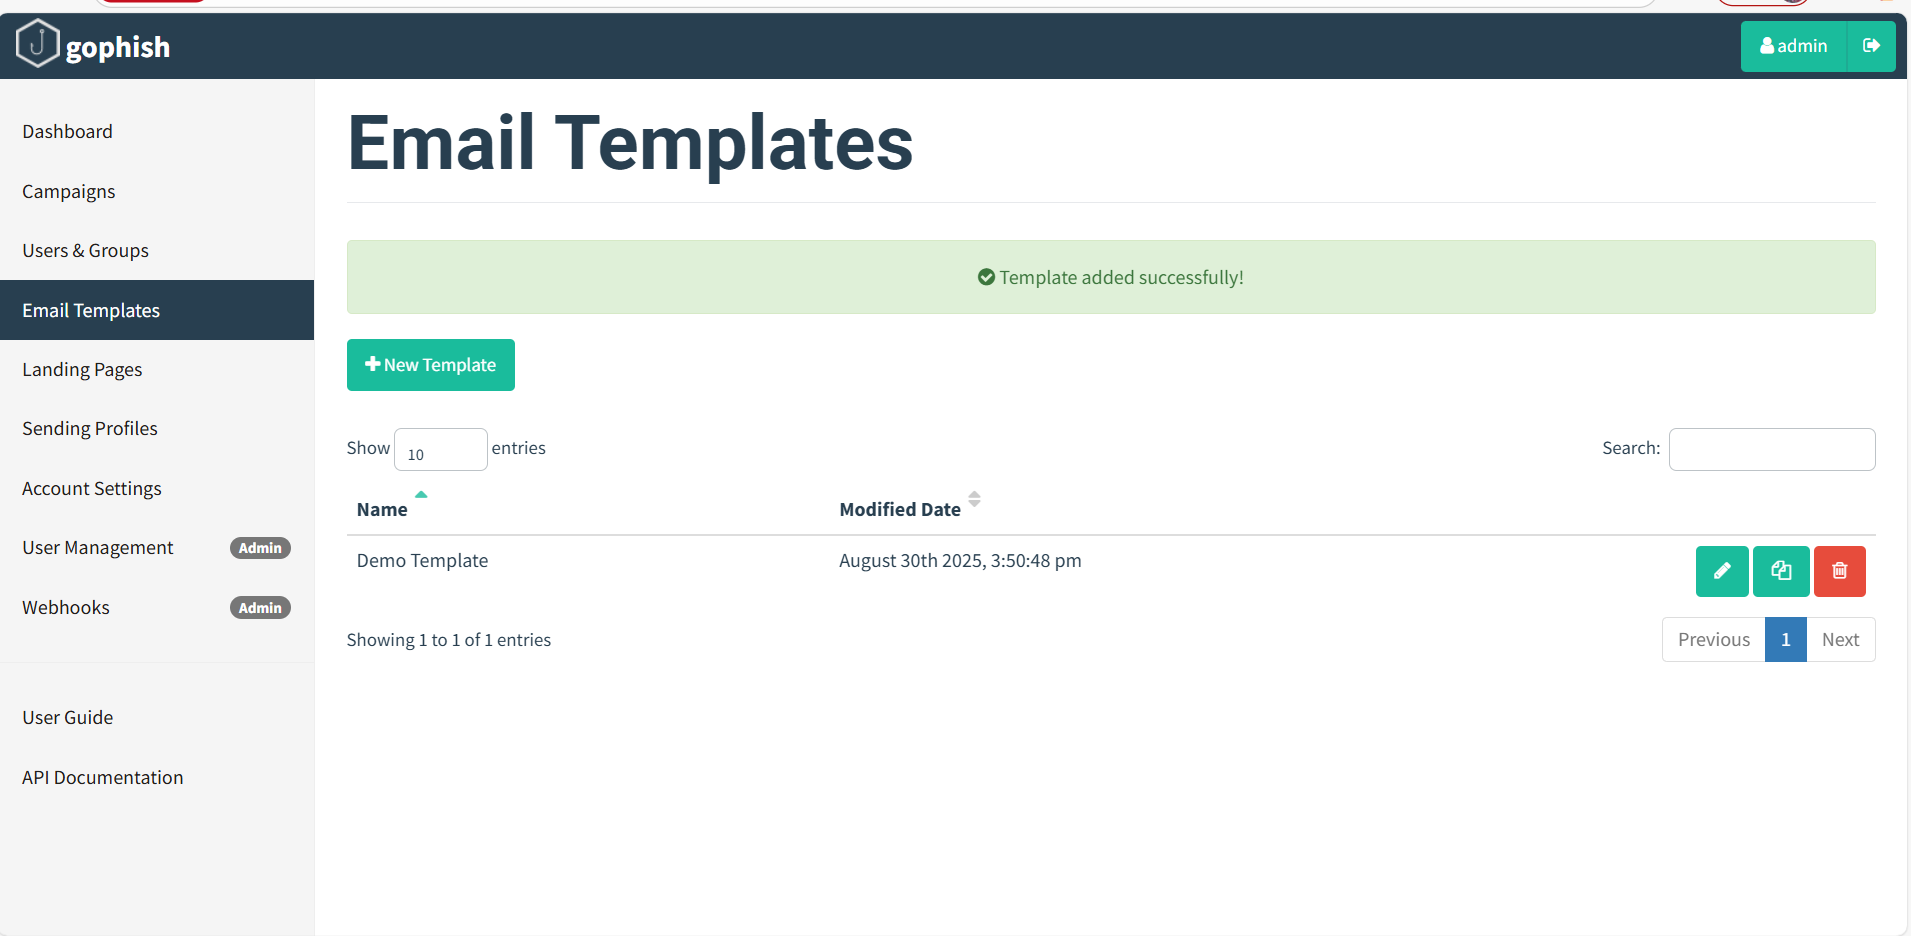 gophish
admin
Dashboard
Campaigns
Users & Groups
Email Templates
Landing Pages
Sending Profiles
Account Settings
User Management Admin
Webhooks Admin
User Guide
API Documentation
Email Templates
Template added successfully!
New Template
Show 10 entries
Search:
Name Modified Date
Demo Template August 30th 2025, 3:50:48 pm
Showing 1 to 1 of 1 entries
Previous 1 Next